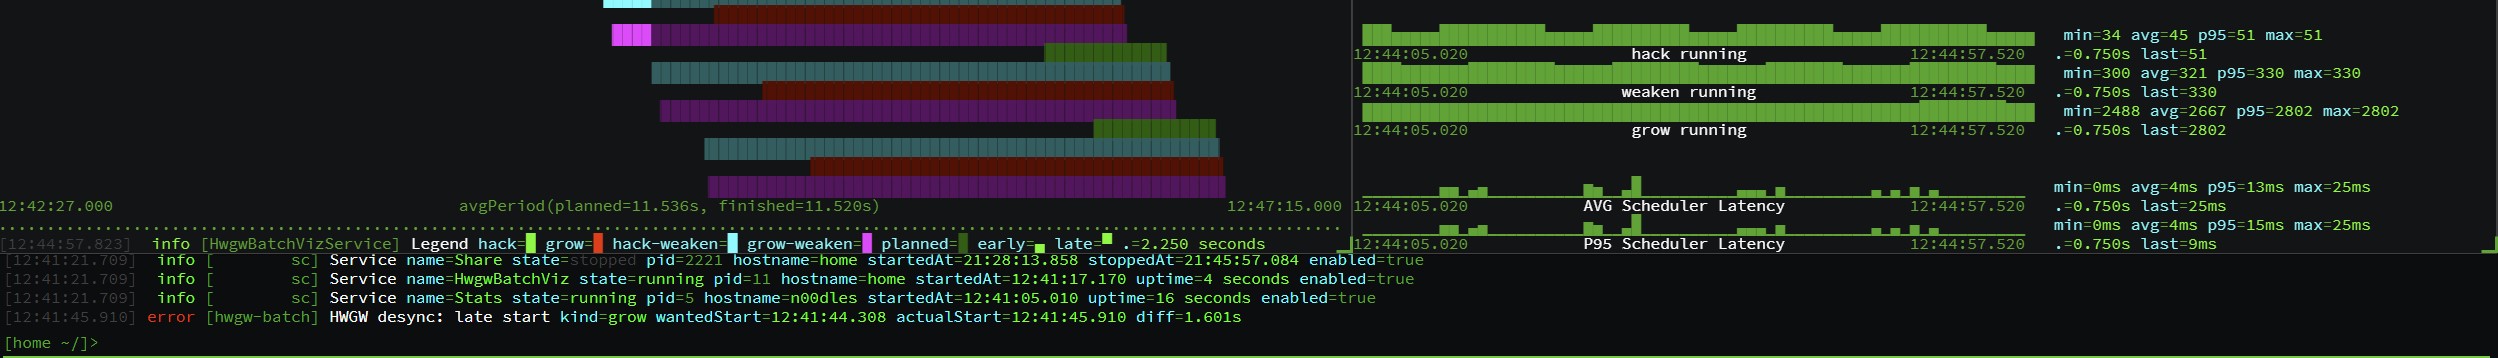 min=34 avg=45 p95=51 max=51
12:44:05.020 hack running 12:44:57.520 .=0.750s last=51
min=300 avg=321 p95=330 max=330
12:44:05.020 weaken running 12:44:57.520 .=0.750s last=330
min=2488 avg=2667 p95=2802 max=2802
12:44:05.020 grow running 12:44:57.520 .=0.750s last=2802
min=0ms avg=4ms p95=13ms max=25ms
12:44:05.020 AVG Scheduler Latency 12:44:57.520 .=0.750s last=25ms
min=0ms avg=4ms p95=15ms max=25ms
12:44:05.020 P95 Scheduler Latency 12:44:57.520 .=0.750s last=9ms
12:42:27.000 avgPeriod(planned=11.536s, finished=11.520s) 12:47:15.000
[12:44:57.823] info [HwgwBatchVizService] Legend hack= grow= hack-weaken= grow-weaken= planned= early= late= .=2.250 seconds
[12:41:21.709] info [ sc] Service name=Share state=stopped pid=2221 hostname=home startedAt=21:28:13.858 stoppedAt=21:45:57.084 enabled=true
[12:41:21.709] info [ sc] Service name=HwgwBatchViz state=running pid=11 hostname=home startedAt=12:41:17.170 uptime=4 seconds enabled=true
[12:41:21.709] info [ sc] Service name=Stats state=running pid=5 hostname=n00dles startedAt=12:41:05.010 uptime=16 seconds enabled=true
[12:41:45.910] error [hwgw-batch] HWGW desync: late start kind=grow wantedStart=12:41:44.308 actualStart=12:41:45.910 diff=1.601s
[home ~/]>